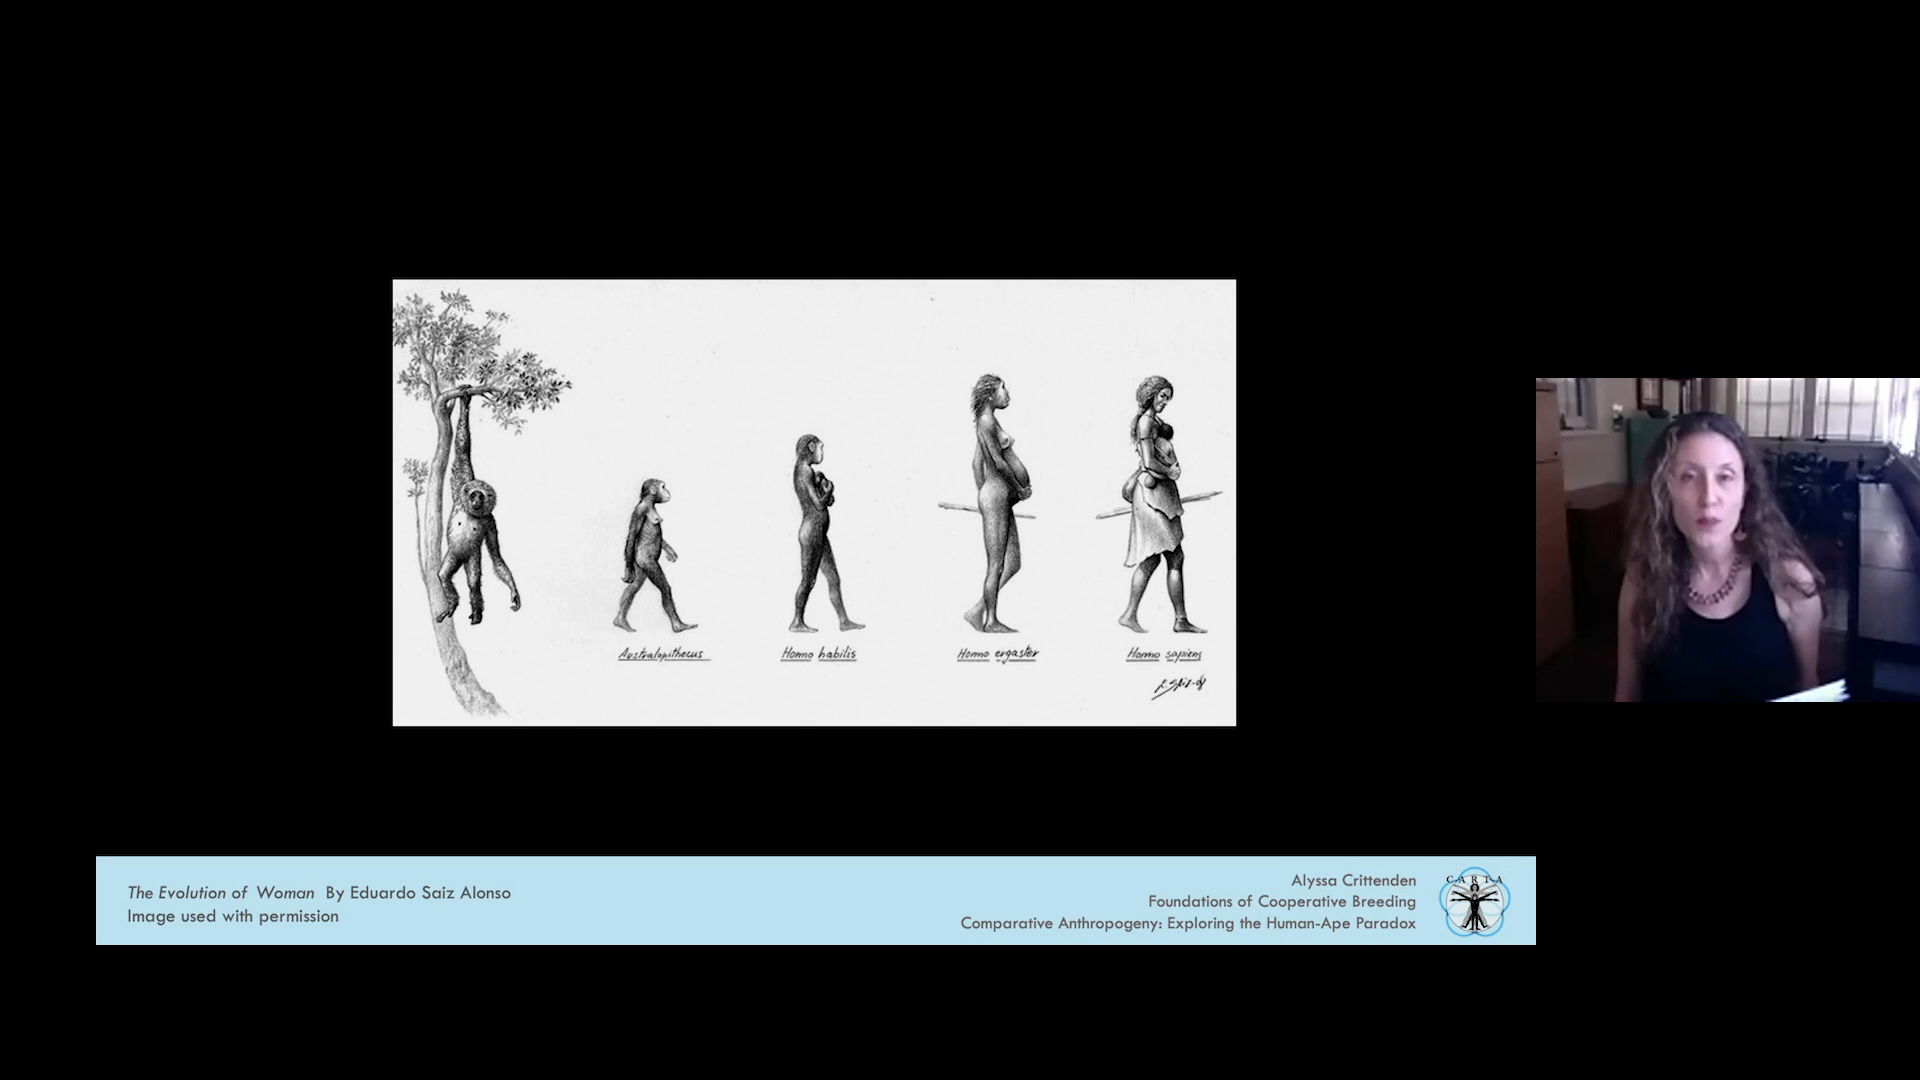 Australopithecus
Homo habilis
Homo ergaster
Homo sapiens
The Evolution of Woman By Eduardo Saiz Alonso
Image used with permission
Alyssa Crittenden
Foundations of Cooperative Breeding
Comparative Anthropogeny: Exploring the Human-Ape Paradox
CARTA